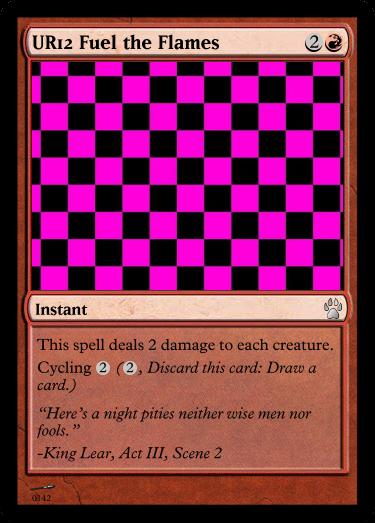 UR12 Fuel the Flames 2
Instant
This spell deals 2 damage to each creature.
Cycling 2 (2, Discard this card: Draw a
card.)
“Here’s a night pities neither wise men nor
fools.”
-King Lear, Act III, Scene 2
0142